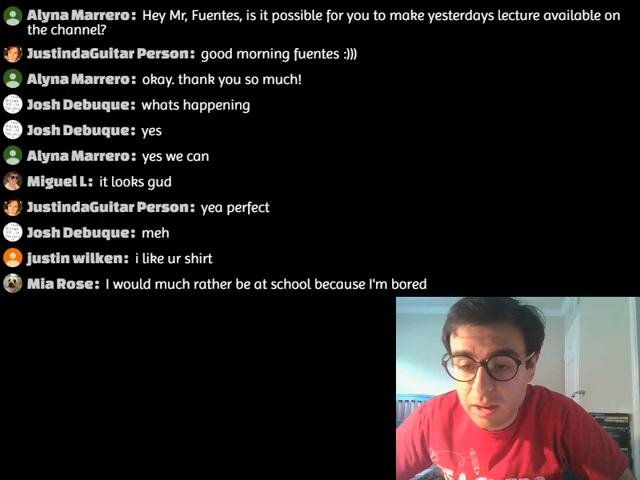 Alyna Marrero: Hey Mr, Fuentes, is it possible for you to make yesterdays lecture available on
the channel?
JustindaGuitar Person: good morning fuentes :)))
Alyna Marrero: okay. thank you so much!
Josh Debuque: whats happening
Josh Debuque: yes
Alyna Marrero: yes we can
Miguel L: it looks gud
JustindaGuitar Person: yea perfect
Josh Debuque: meh
justin wilken: i like ur shirt
Mia Rose: I would much rather be at school because I'm bored